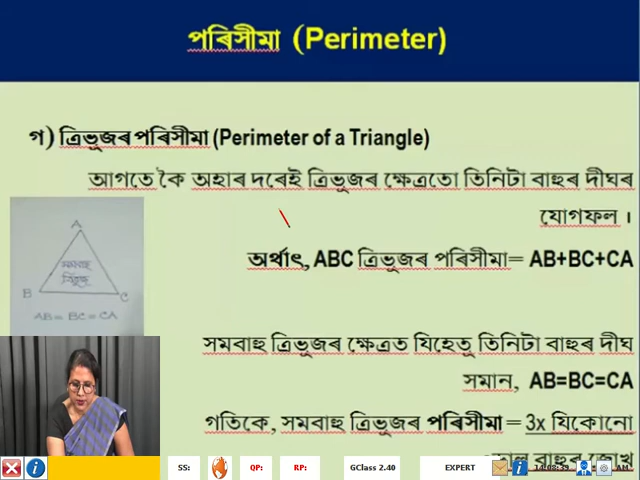 পৰিসীমা (Perimeter)
গ) ত্ৰিভূজৰ পৰিসীমা (Perimeter of a Triangle)
আগতে কৈ অহাৰ দৰেই ত্ৰিভূজৰ ক্ষেত্ৰতো তিনিটা বাহুৰ দীঘৰ
যোগফল ।
অৰ্থাৎ, ABC ত্ৰিভূজৰ পৰিসীমা= AB+BC+CA
A
সমবাহু
ত্ৰিভুজ
B C
AB = BC = CA
সমবাহু ত্ৰিভূজৰ ক্ষেত্ৰত যিহেতু তিনিটা বাহুৰ দীঘ
সমান, AB=BC=CA
গতিকে, সমবাহু ত্ৰিভূজৰ পৰিসীমা = 3x যিকোনো
বাহুৰ জোখ
SS: QP: RP: GClass 2.40 EXPERT AM